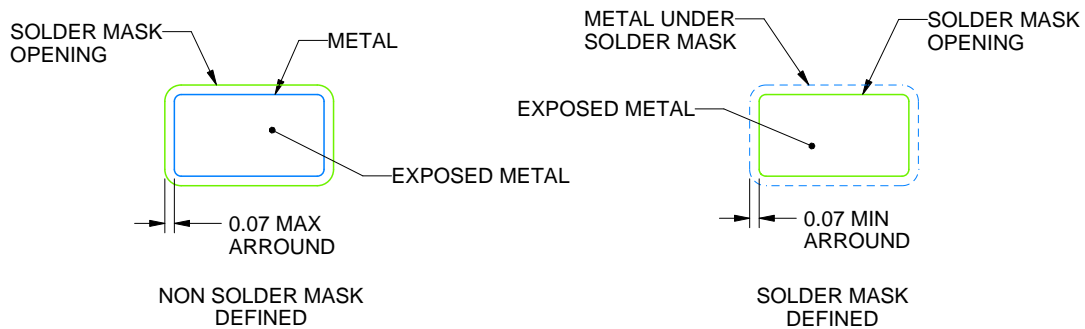 SOLDER MASK
OPENING
METAL
EXPOSED METAL
0.07 MAX
ARROUND
NON SOLDER MASK
DEFINED
METAL UNDER
SOLDER MASK
SOLDER MASK
OPENING
EXPOSED METAL
0.07 MIN
ARROUND
SOLDER MASK
DEFINED